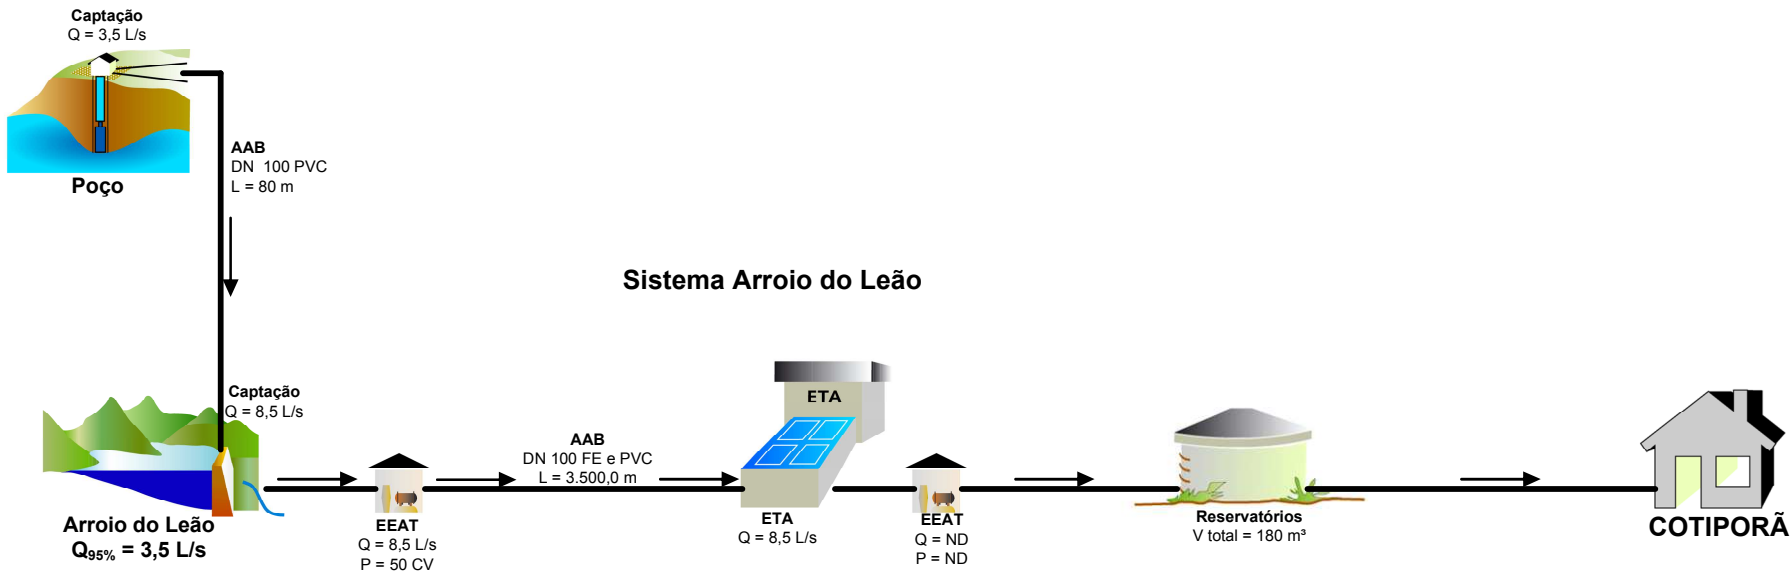 Captação
Q = 3,5 L/s
Poço
AAB
DN 100 PVC
L = 80 m
Sistema Arroio do Leão
Captação
Q = 8,5 L/s
Arroio do Leão
Q95% = 3,5 L/s
EEAT
Q = 8,5 L/s
P = 50 CV
AAB
DN 100 FE e PVC
L = 3.500,0 m
ETA
ETA
Q = 8,5 L/s
EEAT
Q = ND
P = ND
Reservatórios
V total = 180 m³
COTIPORÃ